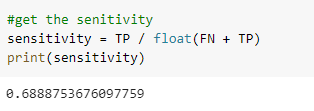 #get the senitivity
sensitivity = TP / float(FN + TP)
print(sensitivity)
0.6888753676097759